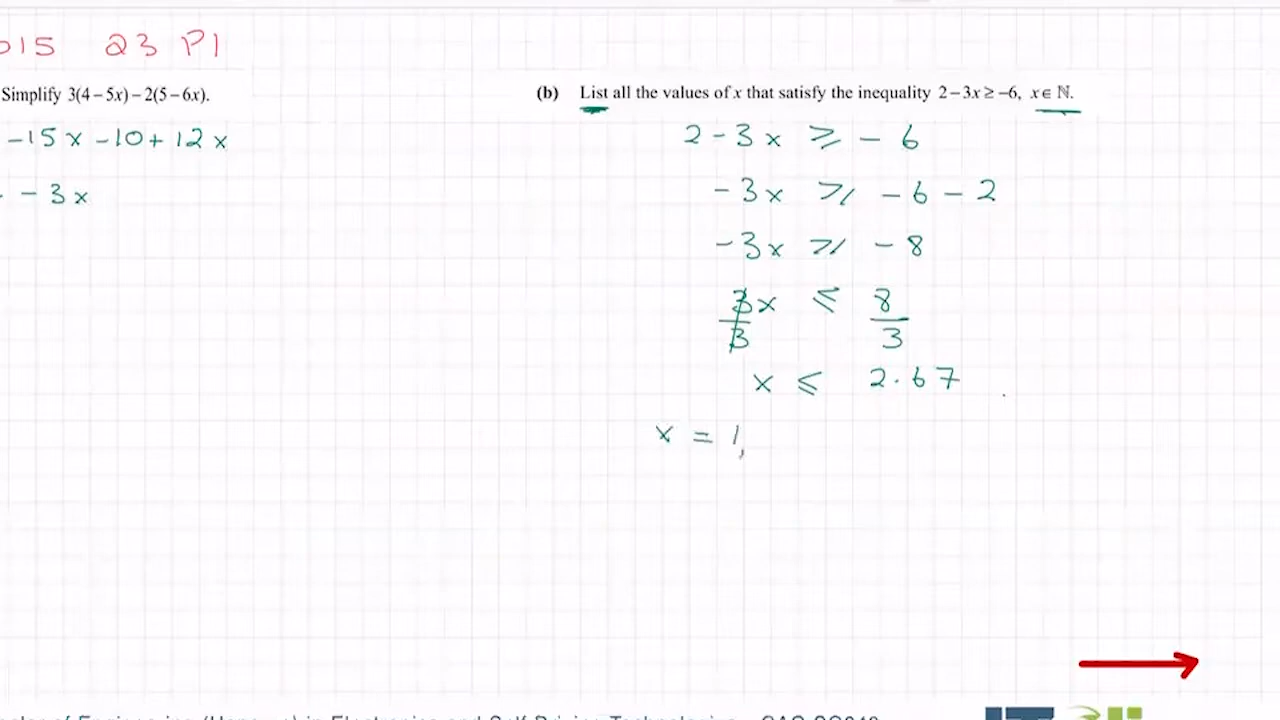 015 Q3 P1
Simplify 3(4 – 5x) – 2(5 – 6x).
-15x -10 + 12x
- 3x
(b) List all the values of x that satisfy the inequality 2 – 3x ≥ –6, x ∈ ℕ.
2 - 3x ≥ - 6
-3x ≥ - 6 - 2
-3x ≥ - 8
3x ≤ 8
3 3
x ≤ 2.67
x = 1,